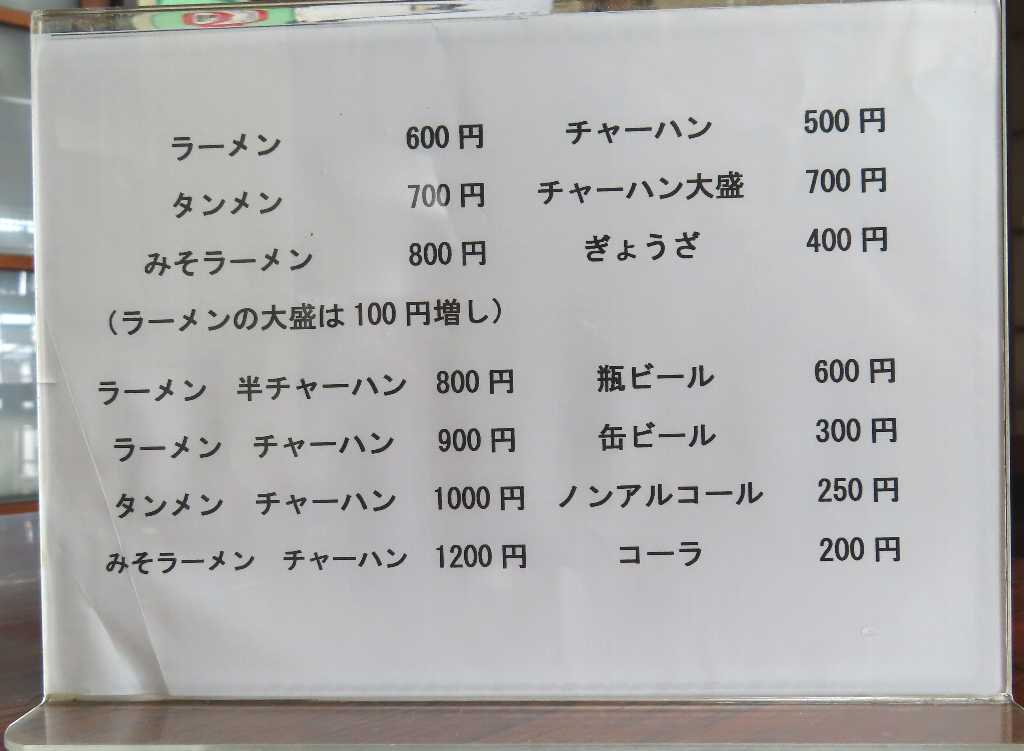 ラーメン 600円 チャーハン 500円
タンメン 700円 チャーハン大盛 700円
みそラーメン 800円 ぎょうざ 400円
（ラーメンの大盛は100円増し）
ラーメン 半チャーハン 800円 瓶ビール 600円
ラーメン チャーハン 900円 缶ビール 300円
タンメン チャーハン 1000円 ノンアルコール 250円
みそラーメン チャーハン 1200円 コーラ 200円